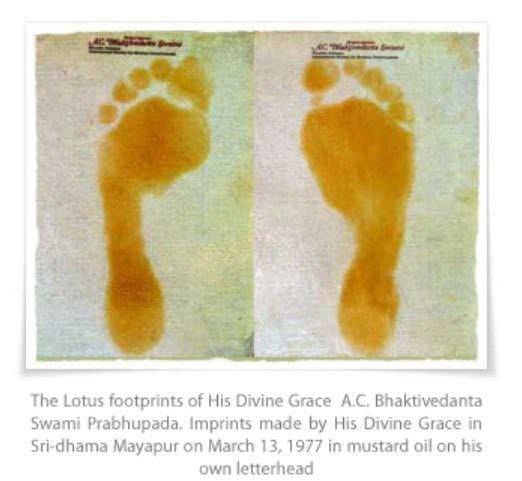 A.C. Bhaktivedanta Swami
A.C. Bhaktivedanta Swami
The Lotus footprints of His Divine Grace A.C. Bhaktivedanta
Swami Prabhupada. Imprints made by His Divine Grace in
Sri-dhama Mayapur on March 13, 1977 in mustard oil on his
own letterhead